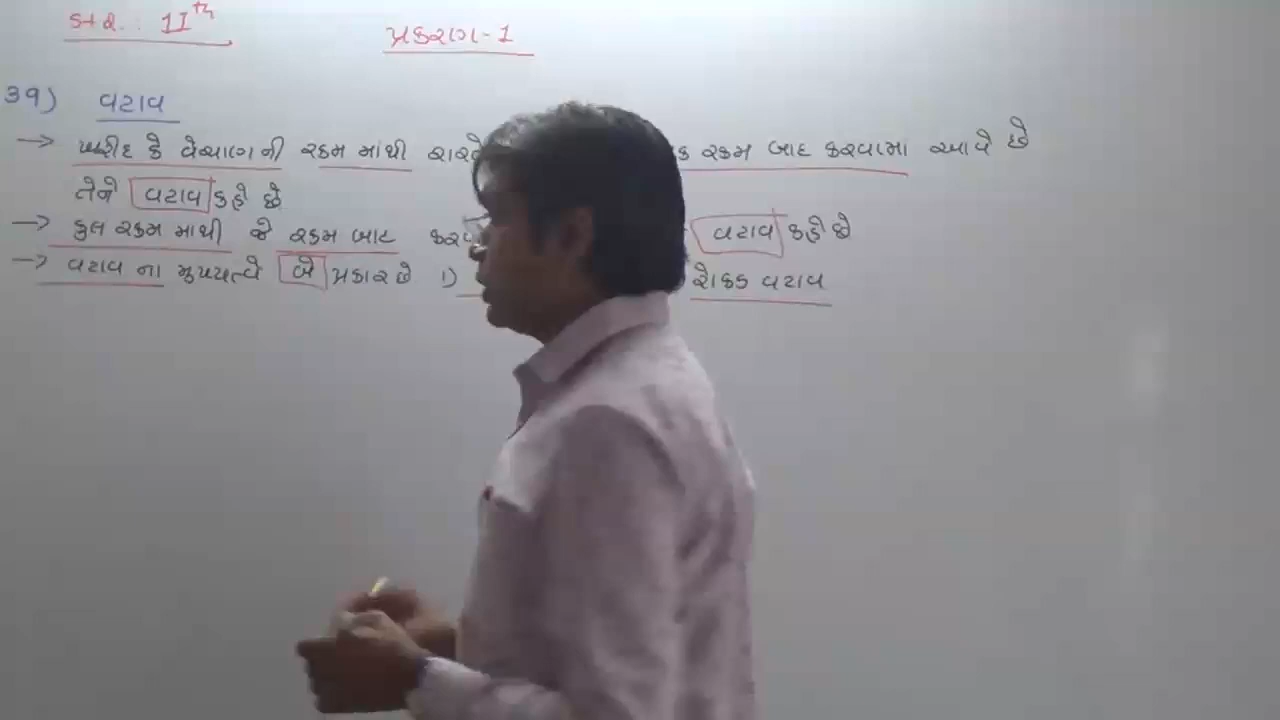 ધોરણ : 11th
પ્રકરણ-1
39) વટાવ
→ ખરીદ કે વેચાણ ની રકમ માંથી રકમ બાદ કરવામા આવે છે
તેને વટાવ કહે છે
→ કુલ રકમ માથી જે રકમ બાદ વટાવ કહે છે
→ વટાવ ના મુખ્યત્વે બે પ્રકાર છે 1) રોકડ વટાવ